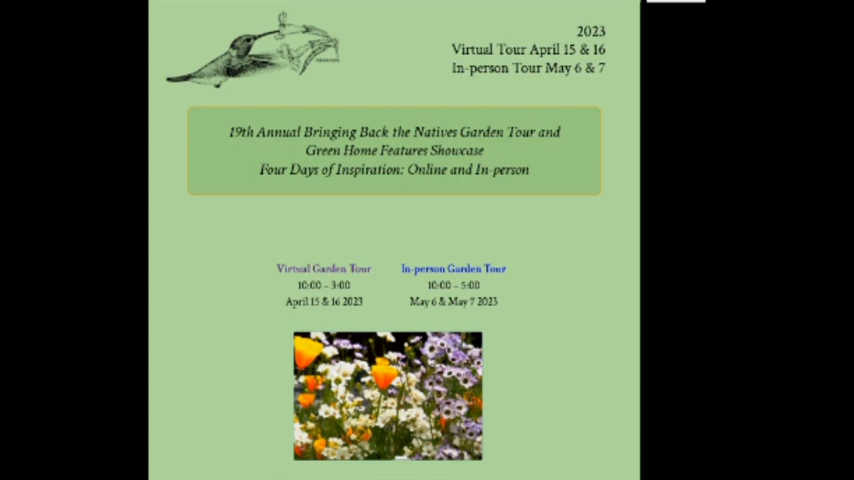 2023
Virtual Tour April 15 & 16
In-person Tour May 6 & 7
19th Annual Bringing Back the Natives Garden Tour and
Green Home Features Showcase
Four Days of Inspiration: Online and In-person
Virtual Garden Tour
10:00 – 3:00
April 15 & 16 2023
In-person Garden Tour
10:00 – 5:00
May 6 & May 7 2023